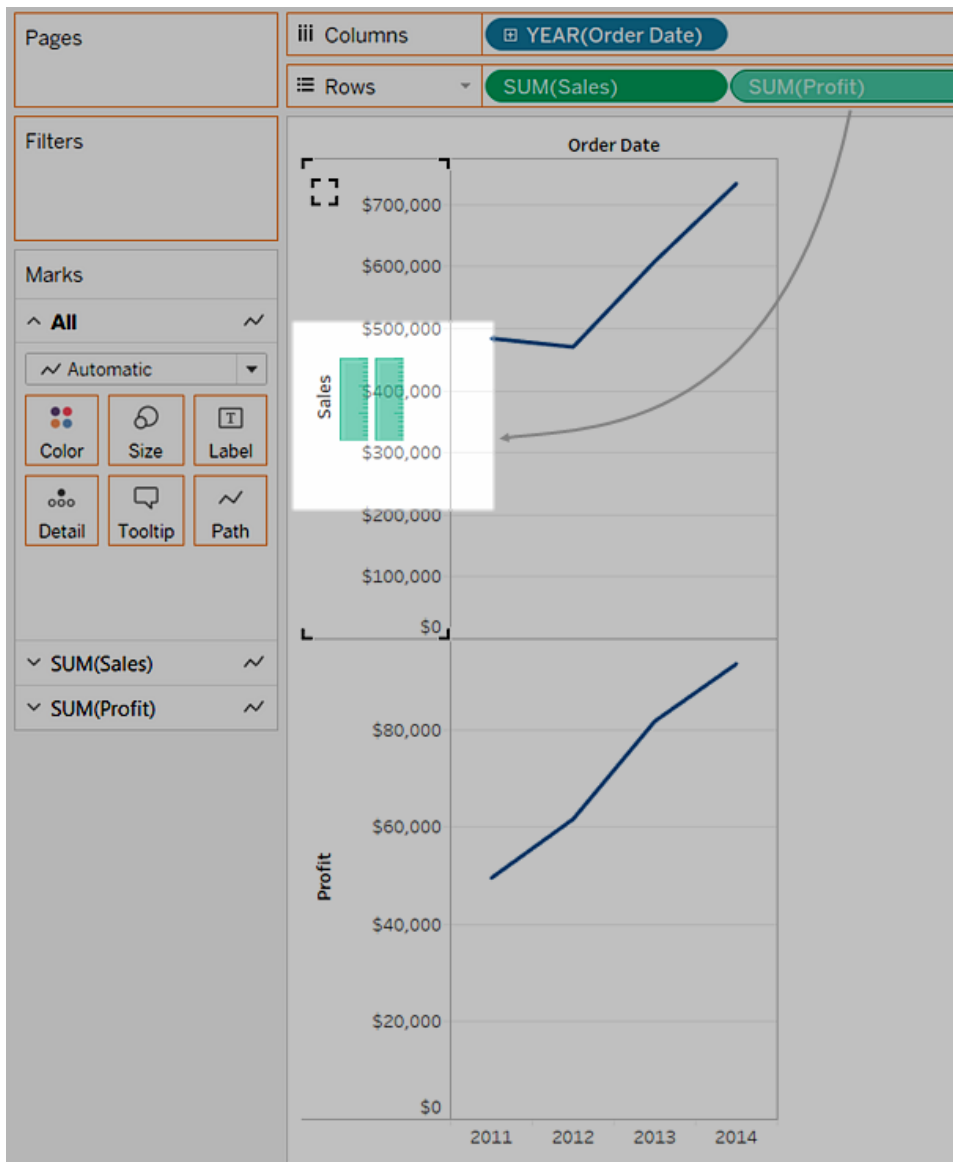 Pages
Columns
YEAR(Order Date)
Rows
SUM(Sales)
SUM(Profit)
Filters
Marks
All
Automatic
Color
Size
Label
Detail
Tooltip
Path
SUM(Sales)
SUM(Profit)
Order Date
$700,000
$600,000
$500,000
Sales
$400,000
$300,000
$200,000
$100,000
$0
$80,000
$60,000
Profit
$40,000
$20,000
$0
2011 2012 2013 2014